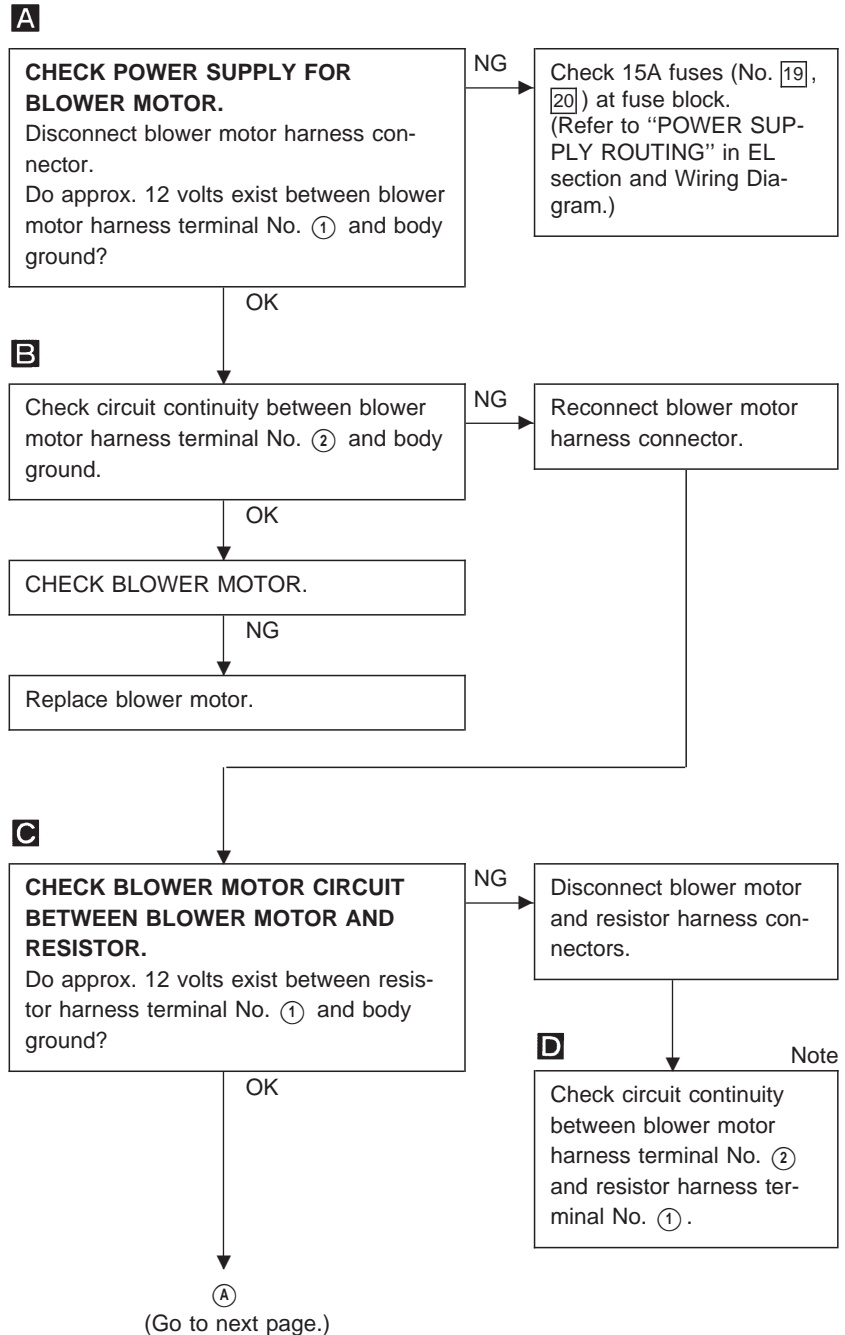 A
CHECK POWER SUPPLY FOR
BLOWER MOTOR.
Disconnect blower motor harness con-
nector.
Do approx. 12 volts exist between blower
motor harness terminal No. ① and body
ground?
NG
Check 15A fuses (No. 19,
20) at fuse block.
(Refer to ‘‘POWER SUP-
PLY ROUTING’’ in EL
section and Wiring Dia-
gram.)
OK
B
Check circuit continuity between blower
motor harness terminal No. ② and body
ground.
NG
Reconnect blower motor
harness connector.
OK
CHECK BLOWER MOTOR.
NG
Replace blower motor.
C
CHECK BLOWER MOTOR CIRCUIT
BETWEEN BLOWER MOTOR AND
RESISTOR.
Do approx. 12 volts exist between resis-
tor harness terminal No. ① and body
ground?
NG
Disconnect blower motor
and resistor harness con-
nectors.
D
Note
Check circuit continuity
between blower motor
harness terminal No. ②
and resistor harness ter-
minal No. ① .
OK
Ⓐ
(Go to next page.)